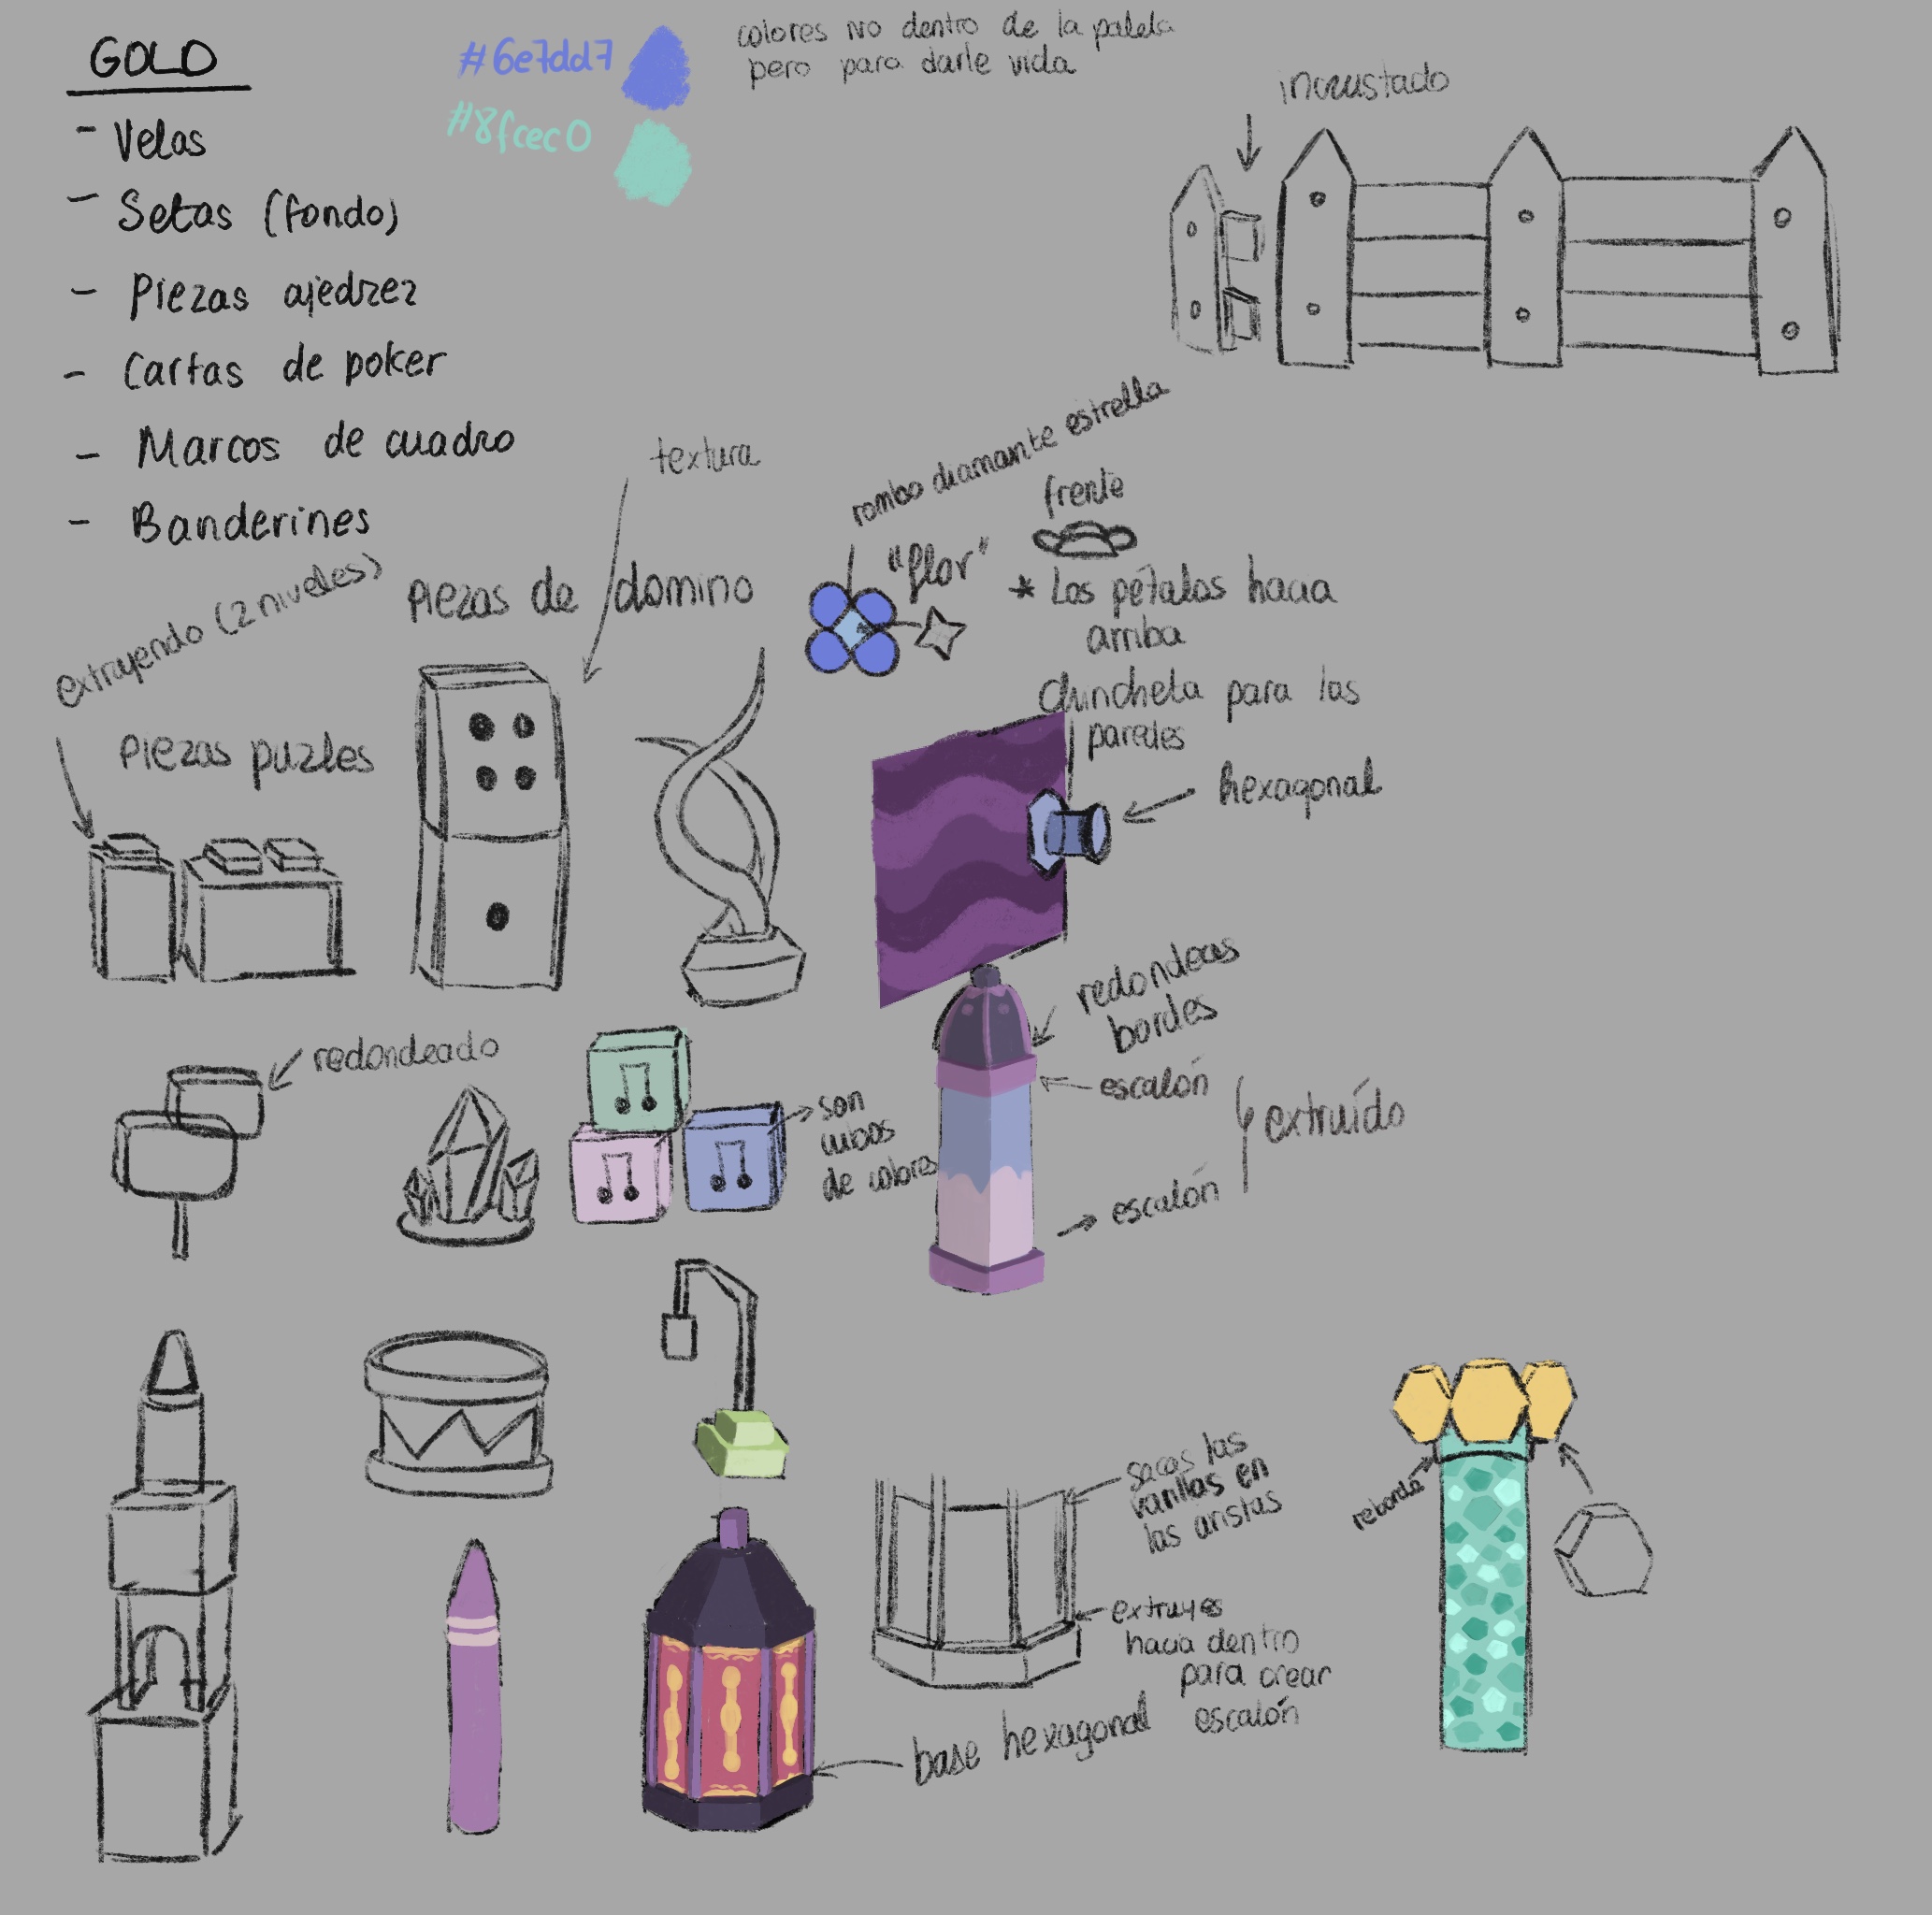 GOLD
- Velas
- Setas (fondo)
- Piezas ajedrez
- Cartas de poker
- Marcos de cuadro
- Banderines
#6e7dd7
#8fcec0
colores no dentro de la paleta
pero para darle vida
incrustado
textura
rombo diamante estrella
"flor"
frente
* Los pétalos hacia
arriba
extruyendo (2 niveles)
Piezas puzles
Piezas de domino
Chincheta para las
paredes
hexagonal
redondeado
son
cubos
de colores
redondeas
bordes
escalón
extruído
escalón
sacas las
varillas en
las aristas
extruyes
hacia dentro
para crear
escalón
base hexagonal
reborde